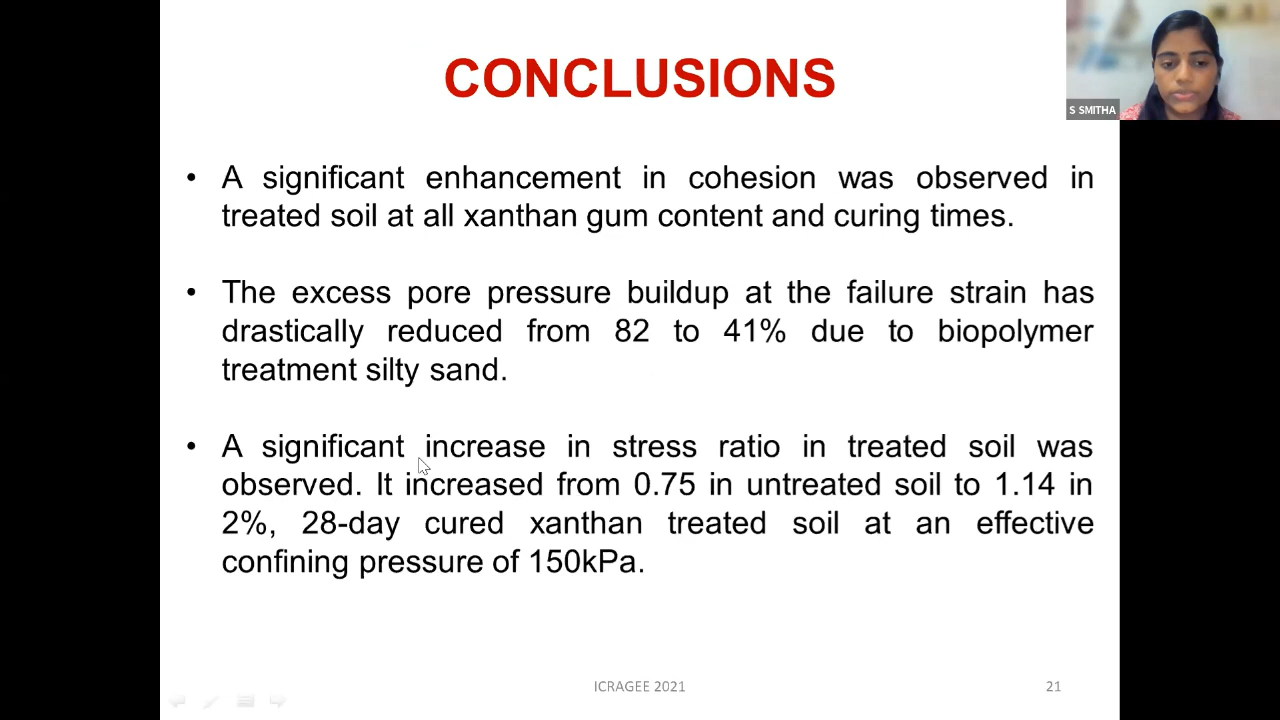 CONCLUSIONS
S SMITHA
• A significant enhancement in cohesion was observed in
treated soil at all xanthan gum content and curing times.
• The excess pore pressure buildup at the failure strain has
drastically reduced from 82 to 41% due to biopolymer
treatment silty sand.
• A significant increase in stress ratio in treated soil was
observed. It increased from 0.75 in untreated soil to 1.14 in
2%, 28-day cured xanthan treated soil at an effective
confining pressure of 150kPa.
ICRAGEE 2021
21